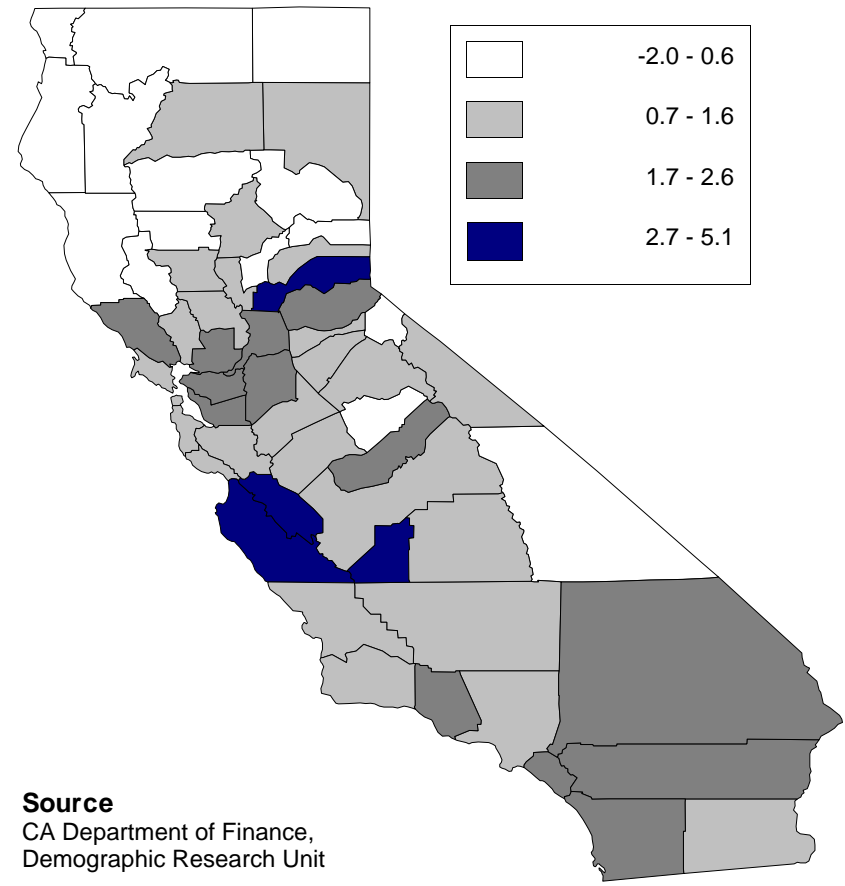 -2.0 - 0.6
0.7 - 1.6
1.7 - 2.6
2.7 - 5.1
Source
CA Department of Finance,
Demographic Research Unit